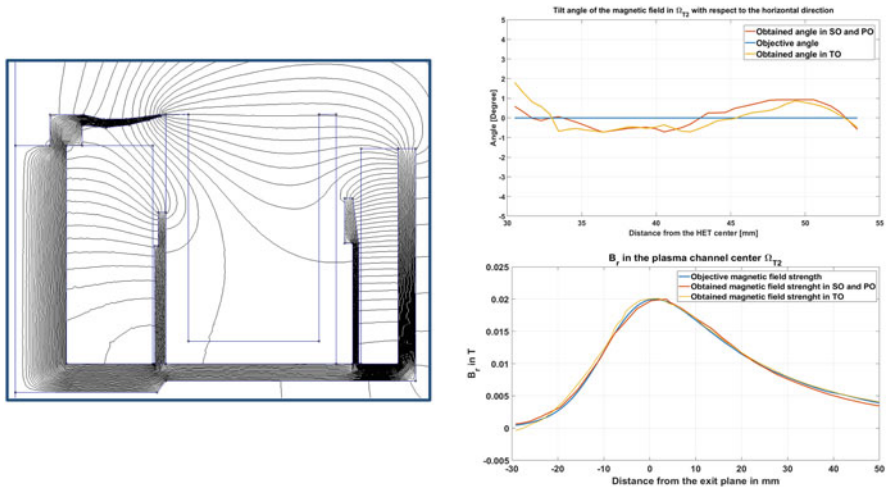 Tilt angle of the magnetic field in Ω_T2 with respect to the horizontal direction
Obtained angle in SO and PO
Objective angle
Obtained angle in TO
Angle [Degree]
5
4
3
2
1
0
-1
-2
-3
-4
-5
30 35 40 45 50 55
Distance from the HET center [mm]
B_r in the plasma channel center Ω_T2
Objective magnetic field strength
Obtained magnetic field strenght in SO and PO
Obtained magnetic field strenght in TO
B_r in T
0.025
0.02
0.015
0.01
0.005
0
-0.005
-30 -20 -10 0 10 20 30 40 50
Distance from the exit plane in mm